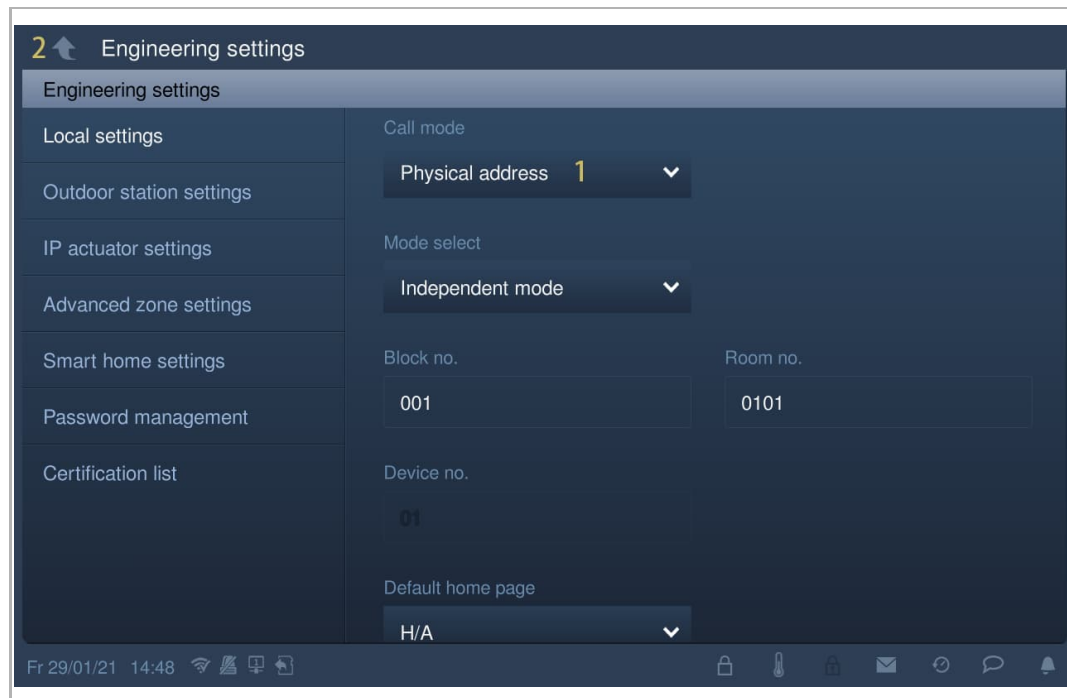 2 Engineering settings
Engineering settings
Local settings
Outdoor station settings
IP actuator settings
Advanced zone settings
Smart home settings
Password management
Certification list
Call mode
Physical address 1
Mode select
Independent mode
Block no. Room no.
001 0101
Device no.
01
Default home page
H/A
Fr 29/01/21 14:48